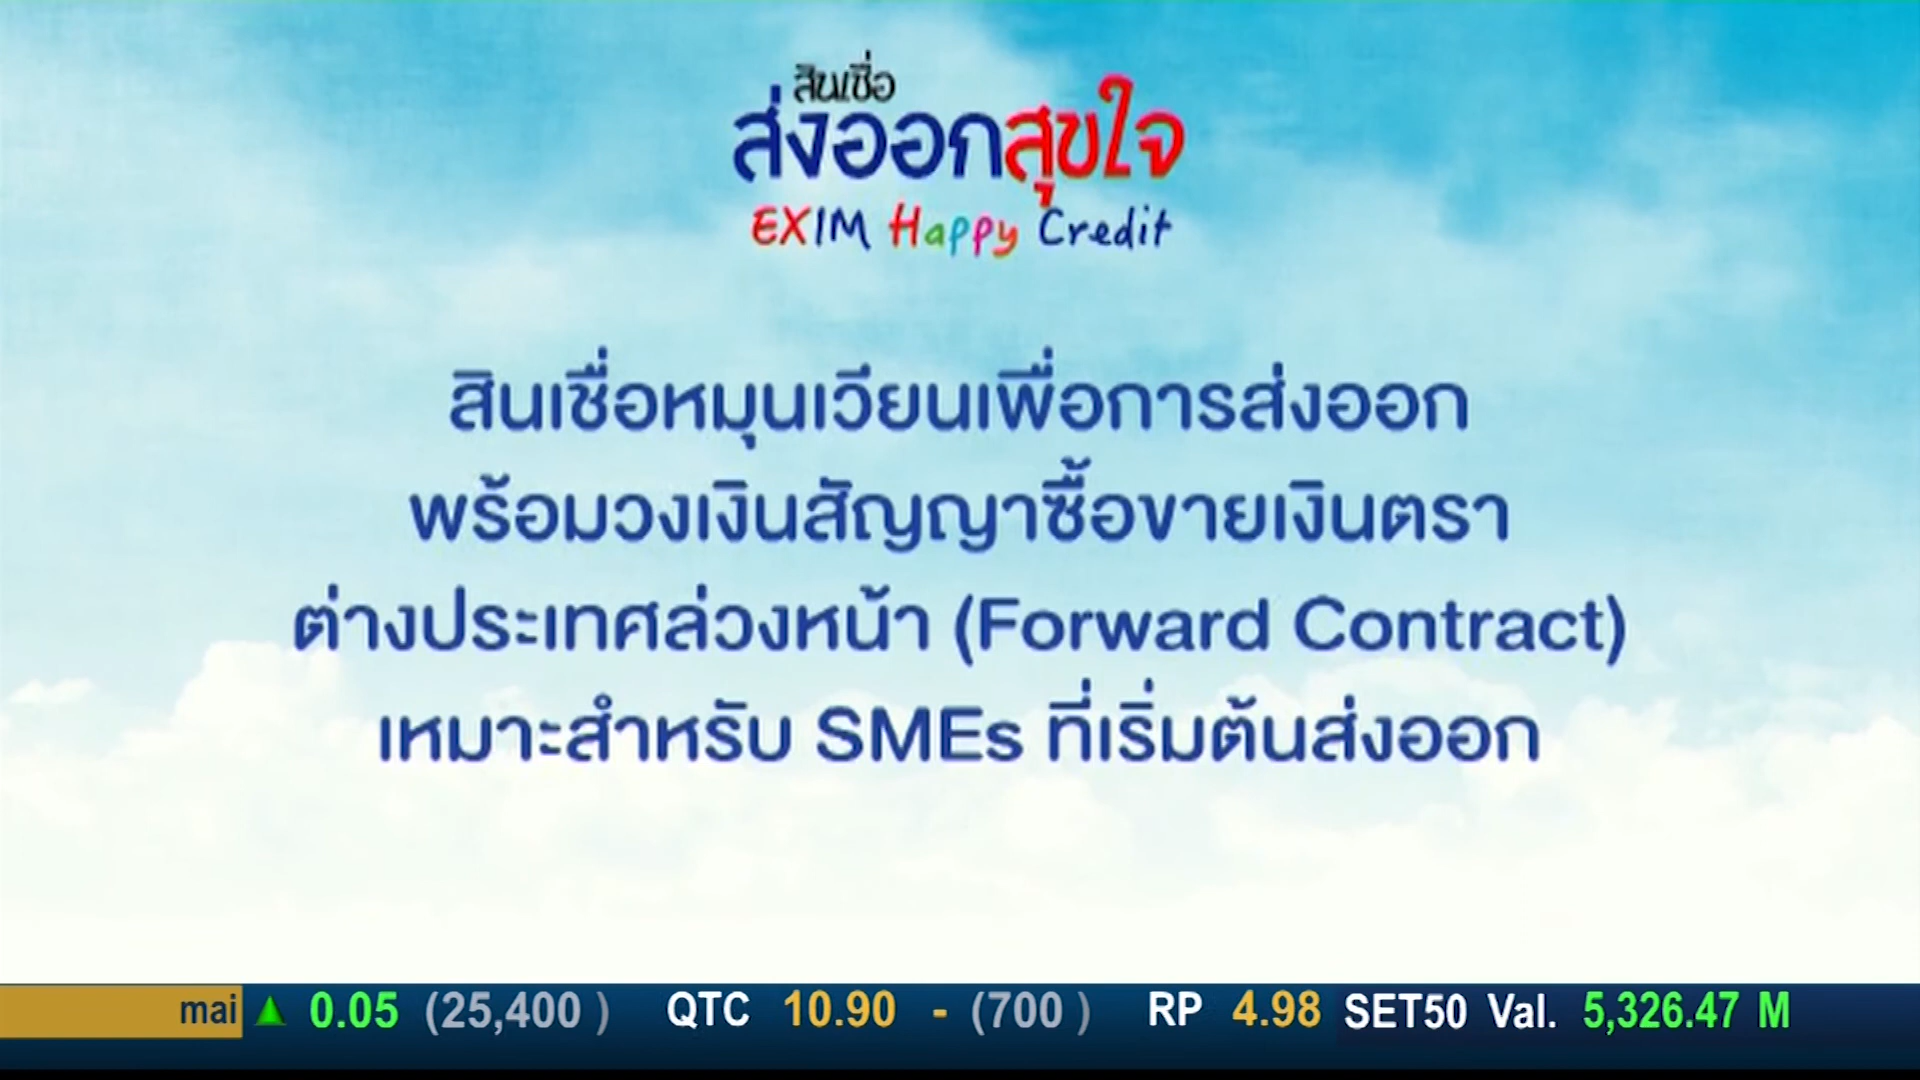 สินเชื่อ
ส่งออกสุขใจ
EXIM Happy Credit
สินเชื่อหมุนเวียนเพื่อการส่งออก
พร้อมวงเงินสัญญาซื้อขายเงินตรา
ต่างประเทศล่วงหน้า (Forward Contract)
เหมาะสำหรับ SMEs ที่เริ่มต้นส่งออก
mai ▲ 0.05 (25,400 ) QTC 10.90 - (700 ) RP 4.98 SET50 Val. 5,326.47 M